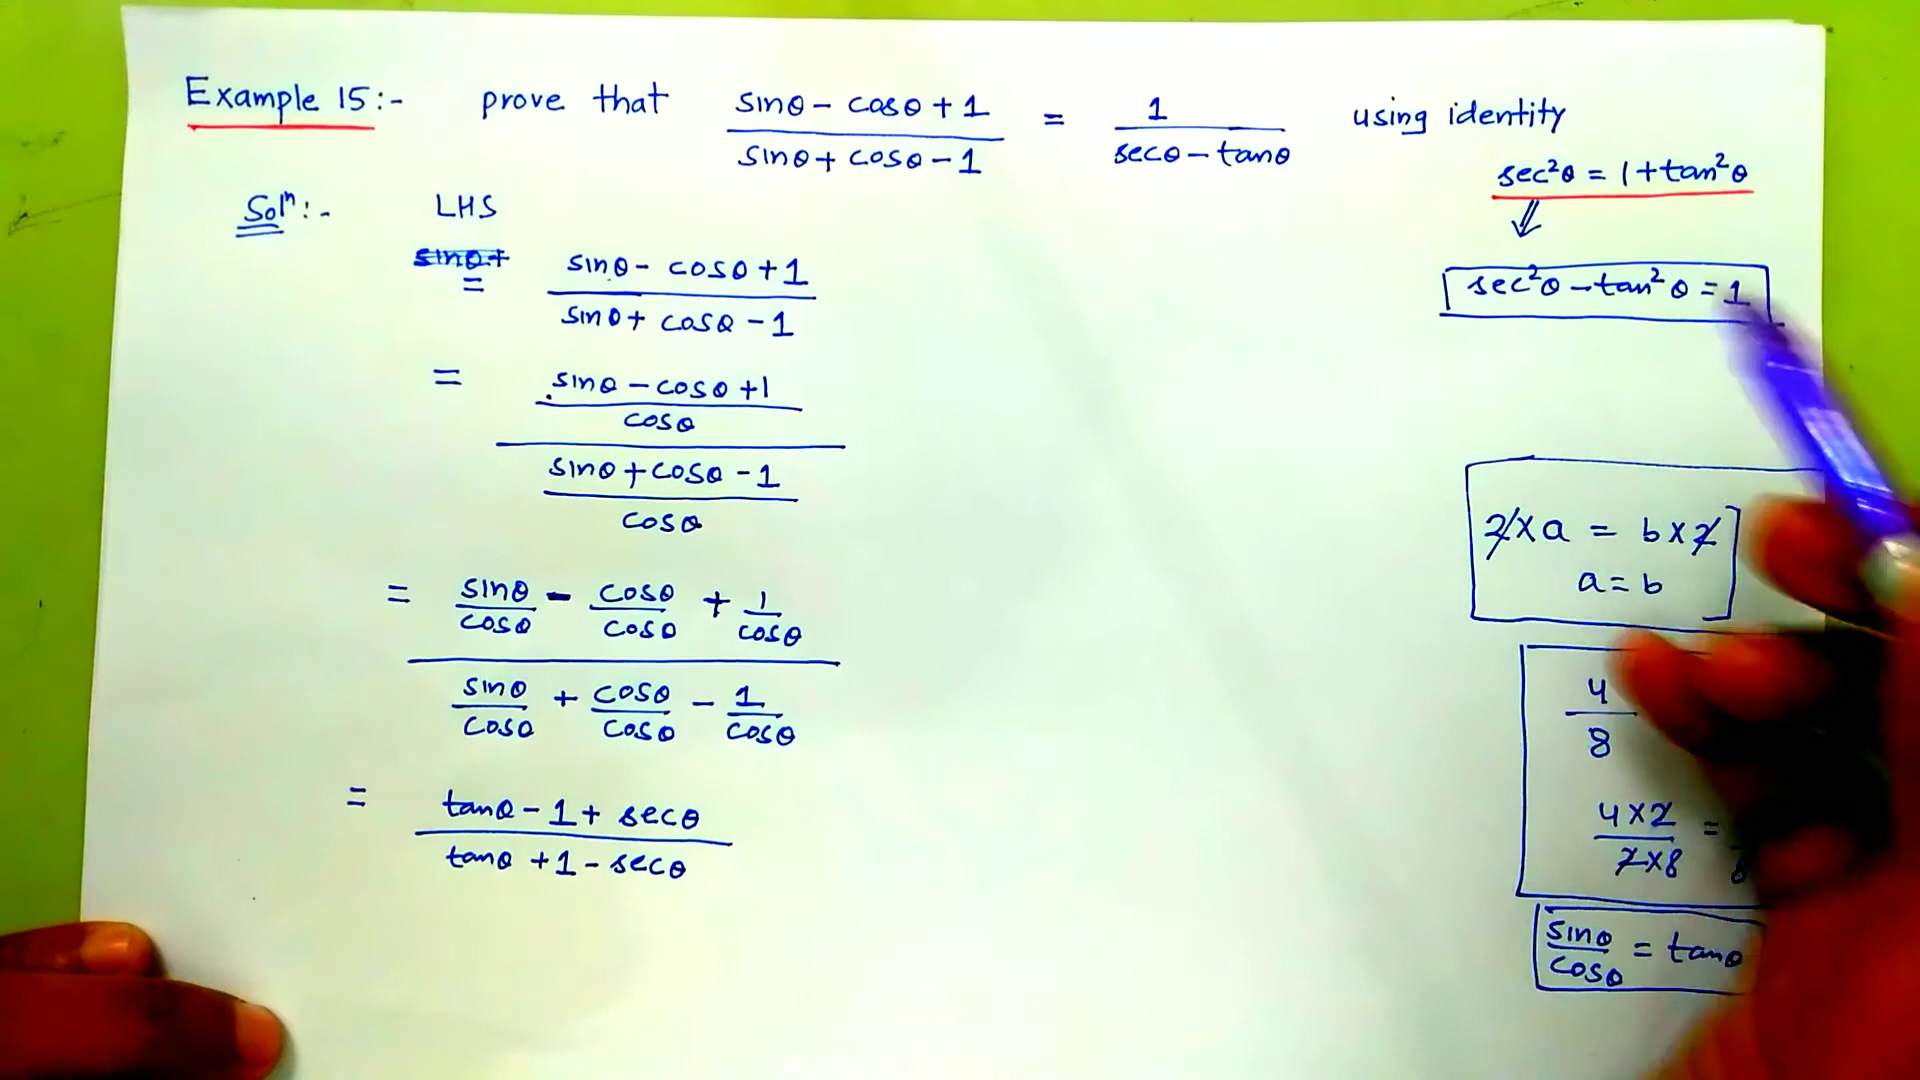 Example 15:- prove that (sinθ - cosθ + 1)/(sinθ + cosθ - 1) = 1/(secθ - tanθ) using identity
sec²θ = 1 + tan²θ
Solⁿ:- LHS
⇓
sinθ+
= (sinθ - cosθ + 1)/(sinθ + cosθ - 1)
sec²θ - tan²θ = 1
= ((sinθ - cosθ + 1)/cosθ)/((sinθ + cosθ - 1)/cosθ)
2 × a = b × 2
a = b
= (sinθ/cosθ - cosθ/cosθ + 1/cosθ)/(sinθ/cosθ + cosθ/cosθ - 1/cosθ)
4/8
= (tanθ - 1 + secθ)/(tanθ + 1 - secθ)
(4×2)/(2×8) =
sinθ/cosθ = tanθ